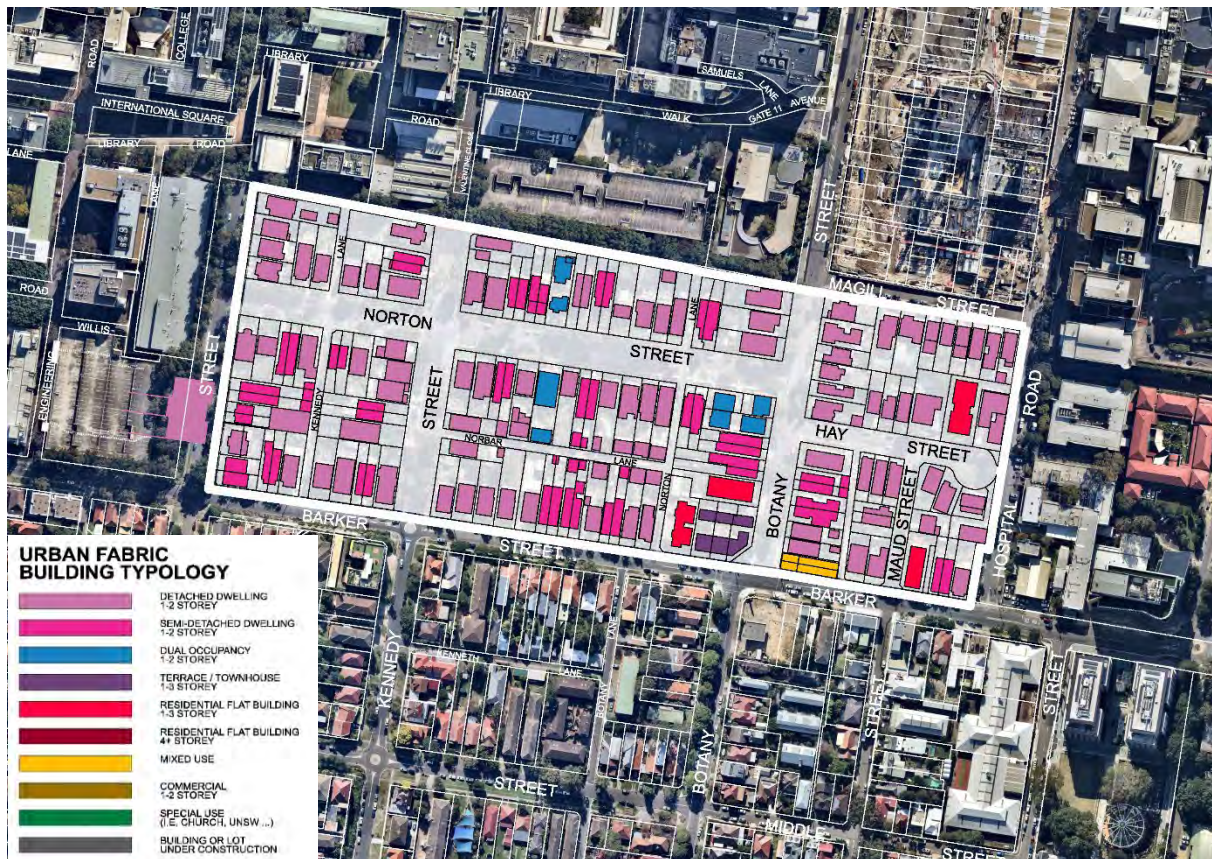 COLLEGE
ROAD
LIBRARY
SAMUELS
LANE
INTERNATIONAL SQUARE
LIBRARY
ROAD
GATE 11 AVENUE
WALK
LANE
LIBRARY
ROAD
LANE
VALENTINE CLOSE
STREET
ROAD
MAGILL STREET
LANE
LANE
NORTON
STREET
WILLIS
STREET
ENGINEERING
ROAD
KENNEDY
STREET
HAY
STREET
NORBAR
LANE
NORTON
BOTANY
MAUD STREET
HOSPITAL
BARKER
STREET
BARKER
URBAN FABRIC
BUILDING TYPOLOGY
DETACHED DWELLING
1-2 STOREY
SEMI-DETACHED DWELLING
1-2 STOREY
DUAL OCCUPANCY
1-2 STOREY
TERRACE / TOWNHOUSE
1-3 STOREY
RESIDENTIAL FLAT BUILDING
1-3 STOREY
RESIDENTIAL FLAT BUILDING
4+ STOREY
MIXED USE
COMMERCIAL
1-2 STOREY
SPECIAL USE
(I.E. CHURCH, UNSW ...)
BUILDING OR LOT
UNDER CONSTRUCTION
KENNEDY
KENNETH
LANE
LANE
BOTANY
STREET
STREET
STREET
MIDDLE
STREET